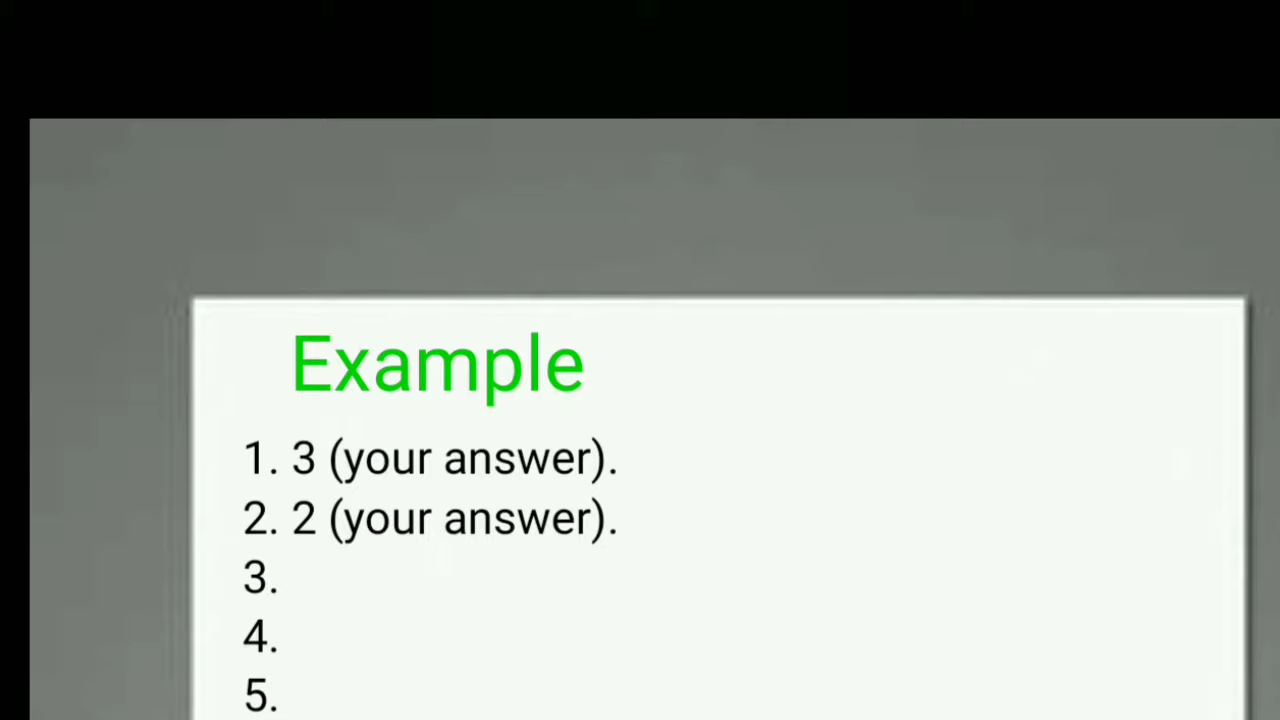 Example
1. 3 (your answer).
2. 2 (your answer).
3.
4.
5.